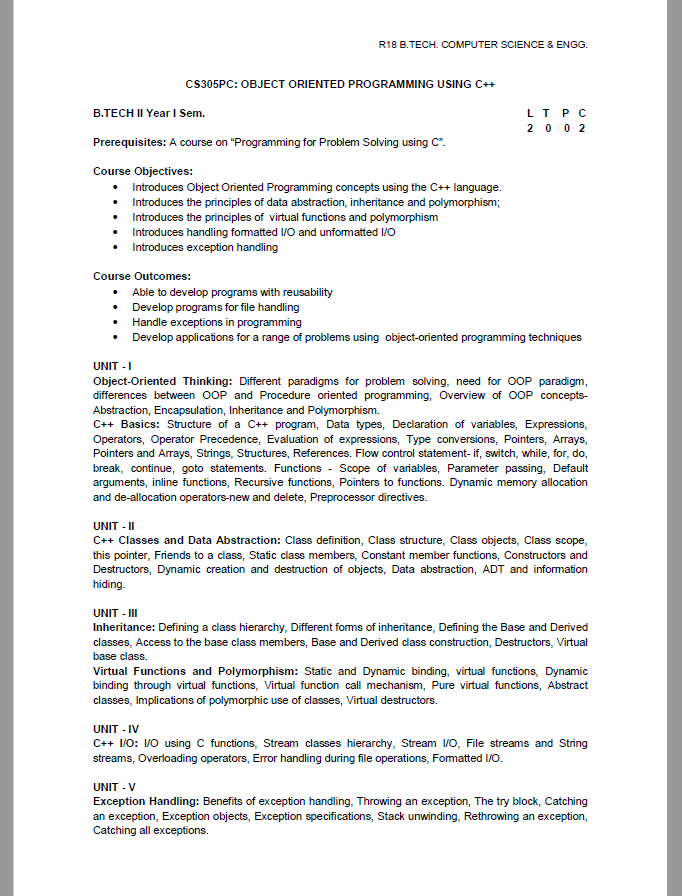 R18 B.TECH. COMPUTER SCIENCE & ENGG.
CS305PC: OBJECT ORIENTED PROGRAMMING USING C++
B.TECH II Year I Sem. L T P C
2 0 0 2
Prerequisites: A course on “Programming for Problem Solving using C”.
Course Objectives:
• Introduces Object Oriented Programming concepts using the C++ language.
• Introduces the principles of data abstraction, inheritance and polymorphism;
• Introduces the principles of virtual functions and polymorphism
• Introduces handling formatted I/O and unformatted I/O
• Introduces exception handling
Course Outcomes:
• Able to develop programs with reusability
• Develop programs for file handling
• Handle exceptions in programming
• Develop applications for a range of problems using object-oriented programming techniques
UNIT - I
Object-Oriented Thinking: Different paradigms for problem solving, need for OOP paradigm,
differences between OOP and Procedure oriented programming, Overview of OOP concepts-
Abstraction, Encapsulation, Inheritance and Polymorphism.
C++ Basics: Structure of a C++ program, Data types, Declaration of variables, Expressions,
Operators, Operator Precedence, Evaluation of expressions, Type conversions, Pointers, Arrays,
Pointers and Arrays, Strings, Structures, References. Flow control statement- if, switch, while, for, do,
break, continue, goto statements. Functions - Scope of variables, Parameter passing, Default
arguments, inline functions, Recursive functions, Pointers to functions. Dynamic memory allocation
and de-allocation operators-new and delete, Preprocessor directives.
UNIT - II
C++ Classes and Data Abstraction: Class definition, Class structure, Class objects, Class scope,
this pointer, Friends to a class, Static class members, Constant member functions, Constructors and
Destructors, Dynamic creation and destruction of objects, Data abstraction, ADT and information
hiding.
UNIT - III
Inheritance: Defining a class hierarchy, Different forms of inheritance, Defining the Base and Derived
classes, Access to the base class members, Base and Derived class construction, Destructors, Virtual
base class.
Virtual Functions and Polymorphism: Static and Dynamic binding, virtual functions, Dynamic
binding through virtual functions, Virtual function call mechanism, Pure virtual functions, Abstract
classes, Implications of polymorphic use of classes, Virtual destructors.
UNIT - IV
C++ I/O: I/O using C functions, Stream classes hierarchy, Stream I/O, File streams and String
streams, Overloading operators, Error handling during file operations, Formatted I/O.
UNIT - V
Exception Handling: Benefits of exception handling, Throwing an exception, The try block, Catching
an exception, Exception objects, Exception specifications, Stack unwinding, Rethrowing an exception,
Catching all exceptions.